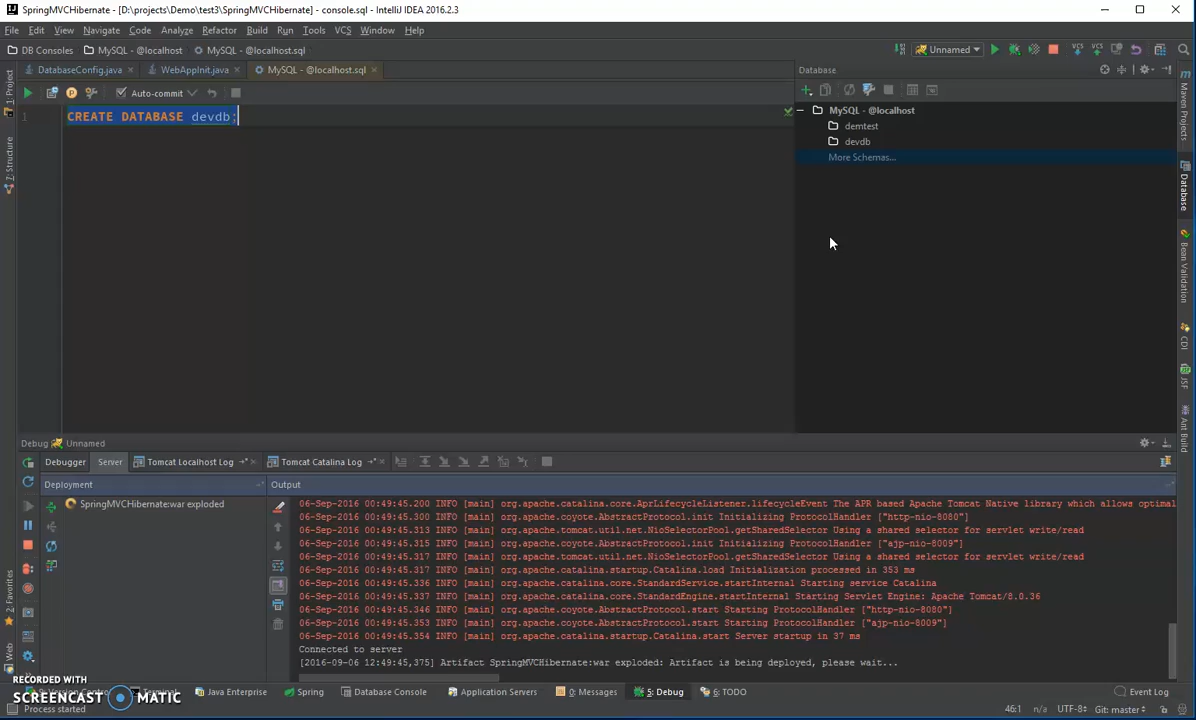 SpringMVCHibernate - [D:\projects\Demo\test3\SpringMVCHibernate] - console.sql - IntelliJ IDEA 2016.2.3
File Edit View Navigate Code Analyze Refactor Build Run Tools VCS Window Help
DB Consoles MySQL - @localhost MySQL - @localhost.sql Unnamed
DatabaseConfig.java WebAppInit.java MySQL - @localhost.sql
Database
Auto-commit
1 CREATE DATABASE devdb;
MySQL - @localhost
demtest
devdb
More Schemas...
1: Project
7: Structure
2: Favorites
Web
Maven Projects
Database
Bean Validation
CDI
JSF
Ant Build
Debug Unnamed
Debugger Server Tomcat Localhost Log Tomcat Catalina Log
Deployment Output
SpringMVCHibernate:war exploded
06-Sep-2016 00:49:45.200 INFO [main] org.apache.catalina.core.AprLifecycleListener.lifecycleEvent The APR based Apache Tomcat Native library which allows optimal
06-Sep-2016 00:49:45.300 INFO [main] org.apache.coyote.AbstractProtocol.init Initializing ProtocolHandler ["http-nio-8080"]
06-Sep-2016 00:49:45.313 INFO [main] org.apache.tomcat.util.net.NioSelectorPool.getSharedSelector Using a shared selector for servlet write/read
06-Sep-2016 00:49:45.315 INFO [main] org.apache.coyote.AbstractProtocol.init Initializing ProtocolHandler ["ajp-nio-8009"]
06-Sep-2016 00:49:45.317 INFO [main] org.apache.tomcat.util.net.NioSelectorPool.getSharedSelector Using a shared selector for servlet write/read
06-Sep-2016 00:49:45.317 INFO [main] org.apache.catalina.startup.Catalina.load Initialization processed in 353 ms
06-Sep-2016 00:49:45.336 INFO [main] org.apache.catalina.core.StandardService.startInternal Starting service Catalina
06-Sep-2016 00:49:45.337 INFO [main] org.apache.catalina.core.StandardEngine.startInternal Starting Servlet Engine: Apache Tomcat/8.0.36
06-Sep-2016 00:49:45.346 INFO [main] org.apache.coyote.AbstractProtocol.start Starting ProtocolHandler ["http-nio-8080"]
06-Sep-2016 00:49:45.353 INFO [main] org.apache.coyote.AbstractProtocol.start Starting ProtocolHandler ["ajp-nio-8009"]
06-Sep-2016 00:49:45.354 INFO [main] org.apache.catalina.startup.Catalina.start Server startup in 37 ms
Connected to server
[2016-09-06 12:49:45,375] Artifact SpringMVCHibernate:war exploded: Artifact is being deployed, please wait...
RECORDED WITH
SCREENCAST MATIC
Java Enterprise Spring Database Console Application Servers 0: Messages 5: Debug 6: TODO Event Log
Process started 46:1 n/a UTF-8 Git: master